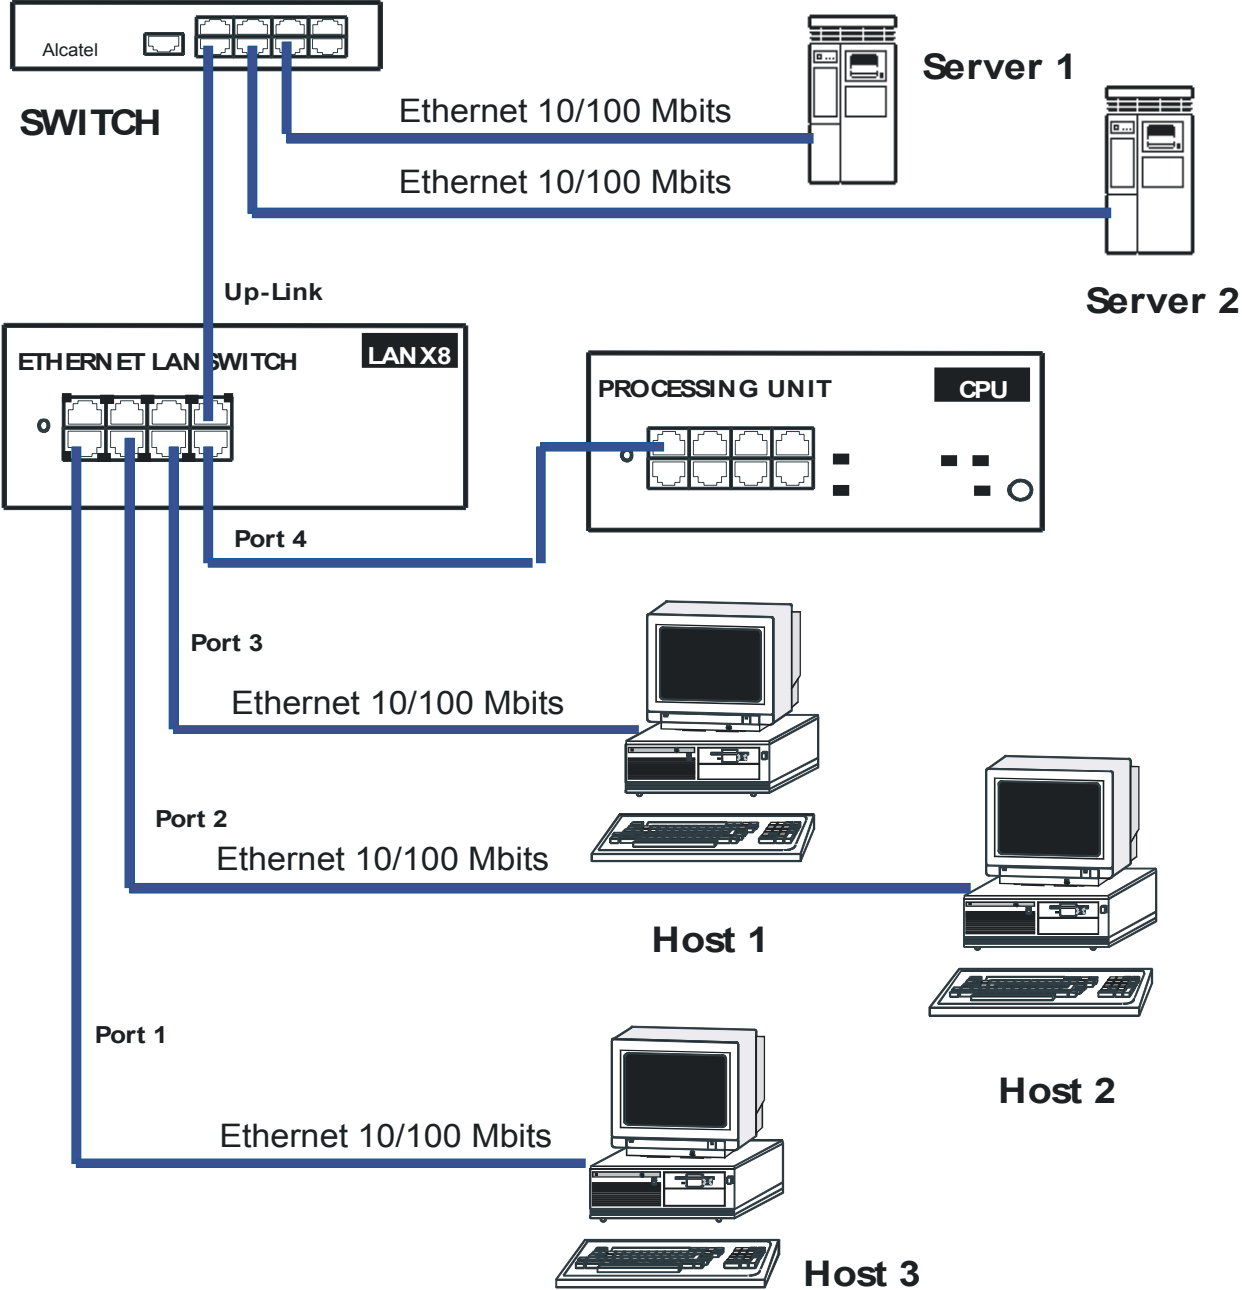 Alcatel
SWITCH
Server 1
Ethernet 10/100 Mbits
Ethernet 10/100 Mbits
Server 2
Up-Link
ETHERNET LAN SWITCH
LANX8
PROCESSING UNIT
CPU
Port 4
Port 3
Ethernet 10/100 Mbits
Port 2
Ethernet 10/100 Mbits
Host 1
Port 1
Host 2
Ethernet 10/100 Mbits
Host 3